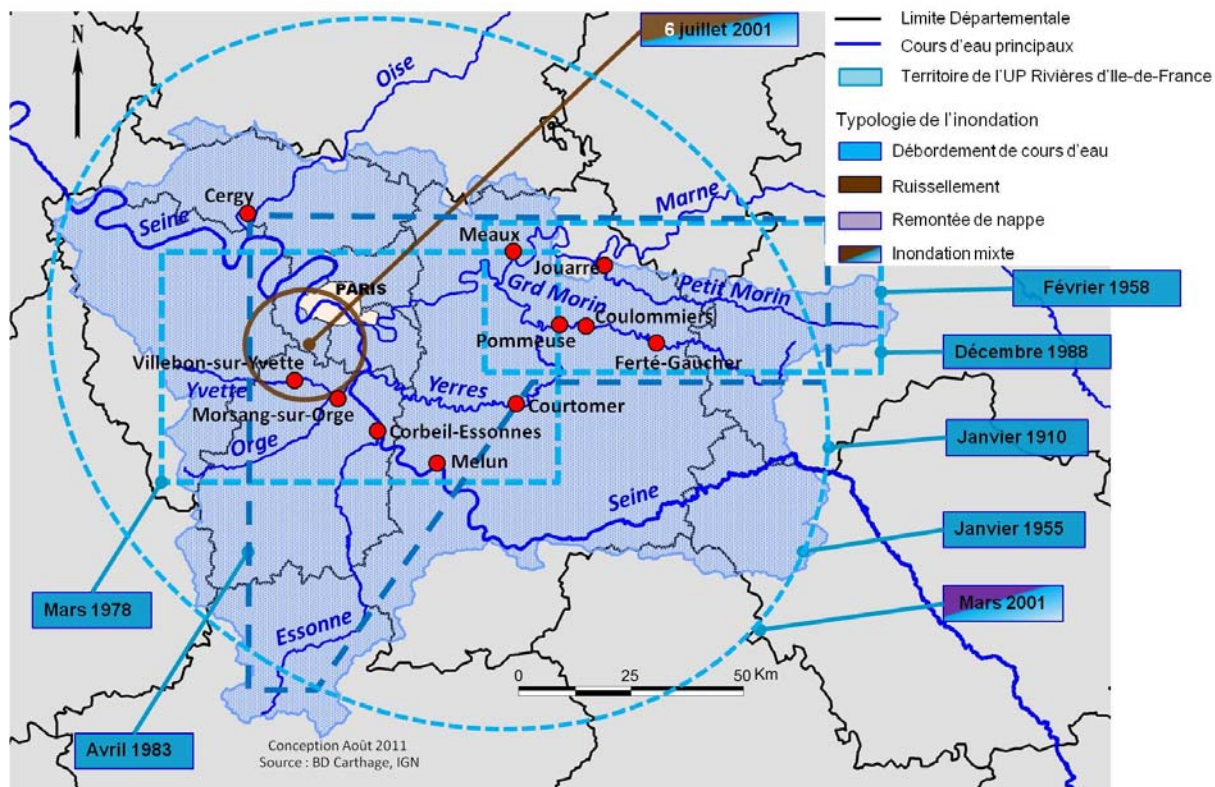 6 juillet 2001
Limite Départementale
Cours d'eau principaux
Territoire de l'UP Rivières d'Ile-de-France
Typologie de l'inondation
Débordement de cours d'eau
Ruissellement
Remontée de nappe
Inondation mixte
N
Oise
Marne
Cergy
Seine
Meaux
Jouarre
Petit Morin
PARIS
Grd Morin
Coulommiers
Pommeuse
Ferté-Gaucher
Villebon-sur-Yvette
Yvette
Yerres
Courtomer
Morsang-sur-Orge
Orge
Corbeil-Essonnes
Melun
Seine
Essonne
Février 1958
Décembre 1988
Janvier 1910
Janvier 1955
Mars 2001
Mars 1978
Avril 1983
0 25 50 Km
Conception Août 2011
Source : BD Carthage, IGN